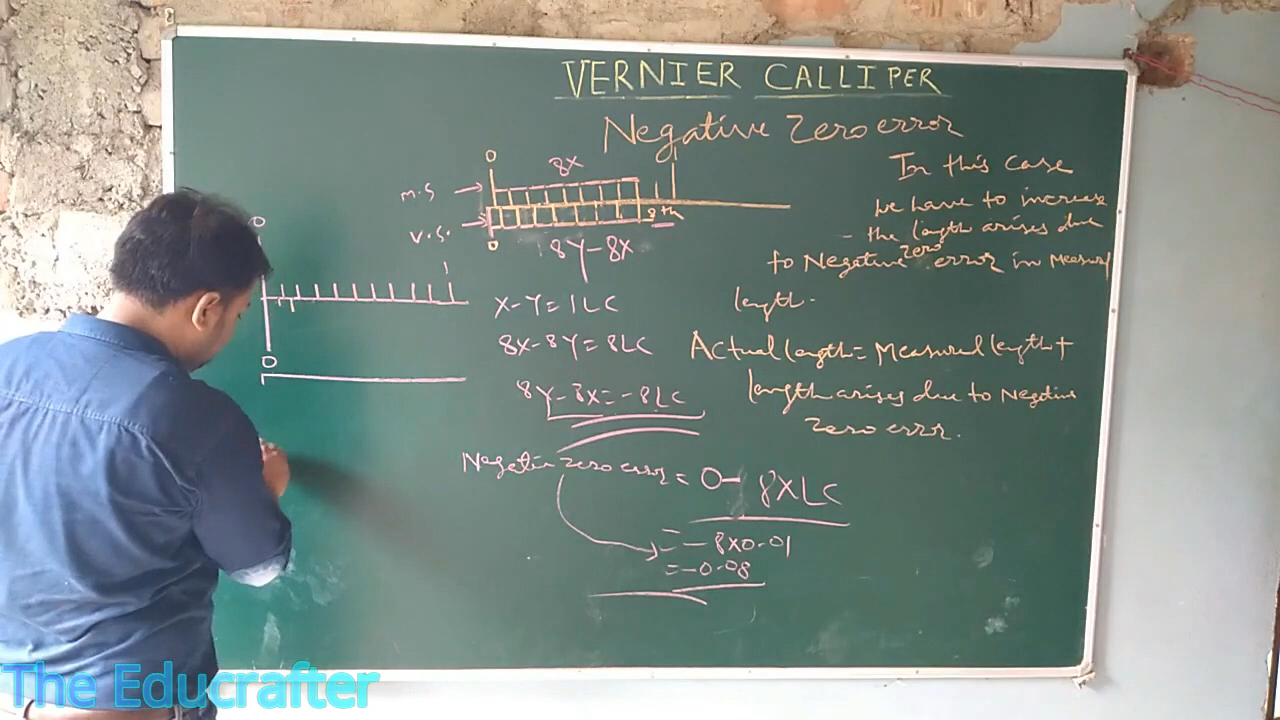 VERNIER CALLIPER
Negative Zero error
0
8X
M.S
V.S.
8th
0
8Y-8X
X-Y=1LC
8X-8Y=8LC
8Y-8X=-8LC
Negative zero error = 0-8XLC
= -8X0.01
= -0.08
In this case
we have to increase
the length arises due
to Negative zero error in Measured
length.
Actual length = Measured length +
length arises due to Negative
Zero error.
0
1
0
The Educrafter